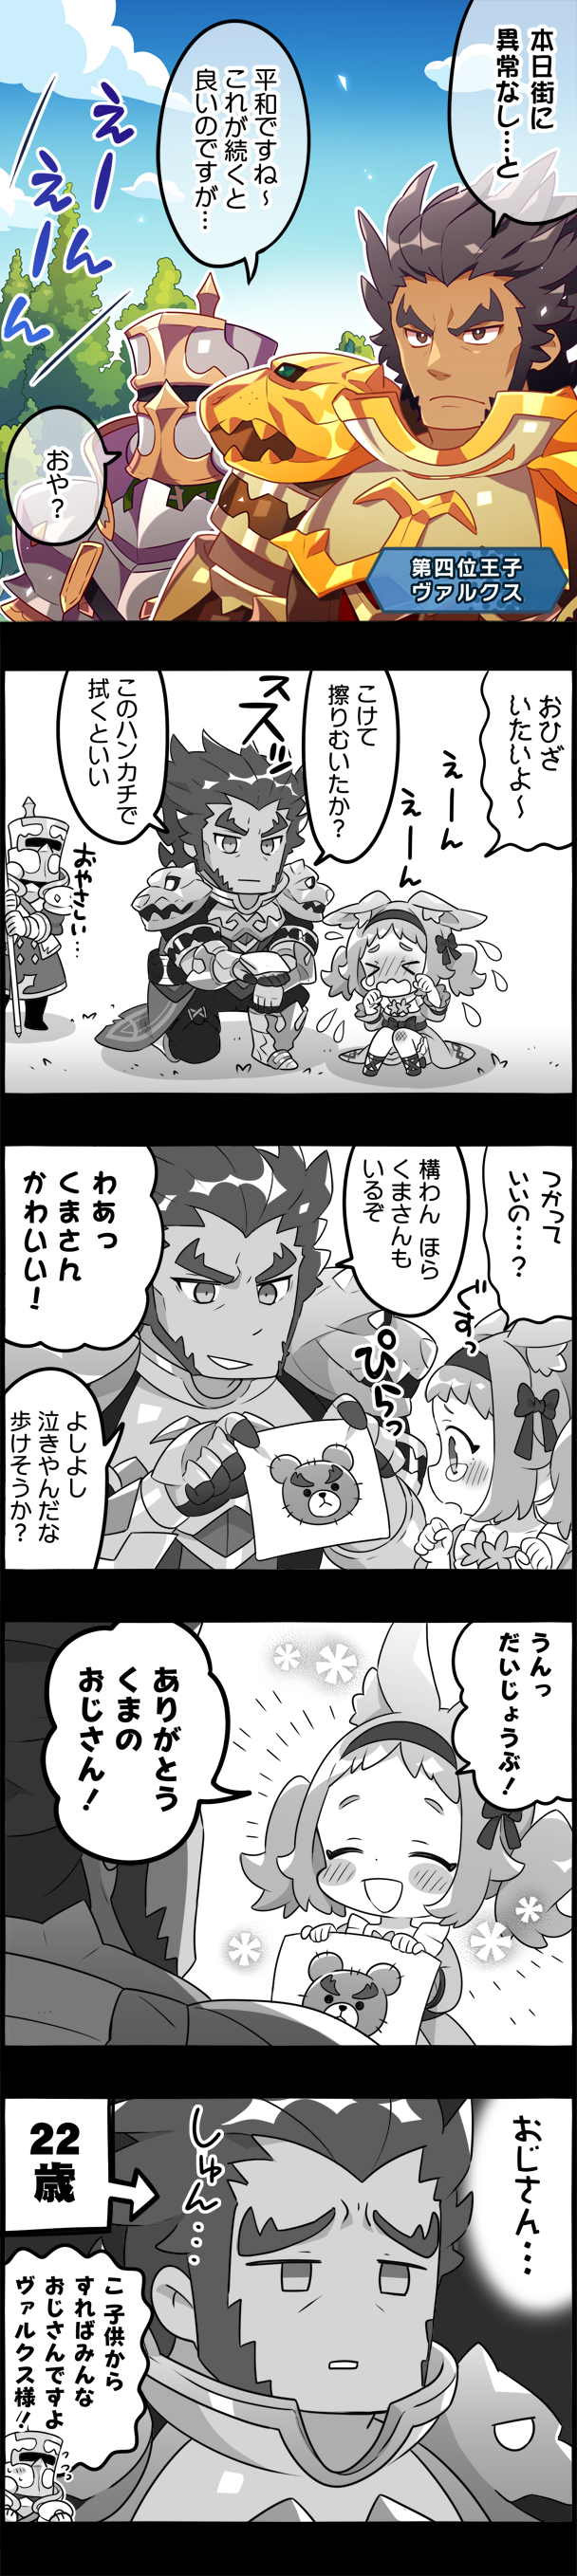 本日街に
異常なし…と
平和ですね～
これが続くと
良いのですが…
えーー
えーんん
ん
おや？
第四位王子
ヴァルクス
おひざ
いたいよ～
えーん
えーん
こけて
擦りむいたか？
ススッ
このハンカチで
拭くといい
おやさしい…
つかって
いいの…？
ぐすっ
構わん ほら
くまさんも
いるぞ
ぴらっ
わあっ
くまさん
かわいい！
よしよし
泣きやんだな
歩けそうか？
うんっ
だいじょうぶ！
ありがとう
くまの
おじさん！
おじさん…
しゅん…
22
歳
こ 子供から
すればみんな
おじさんですよ
ヴァルクス様!!